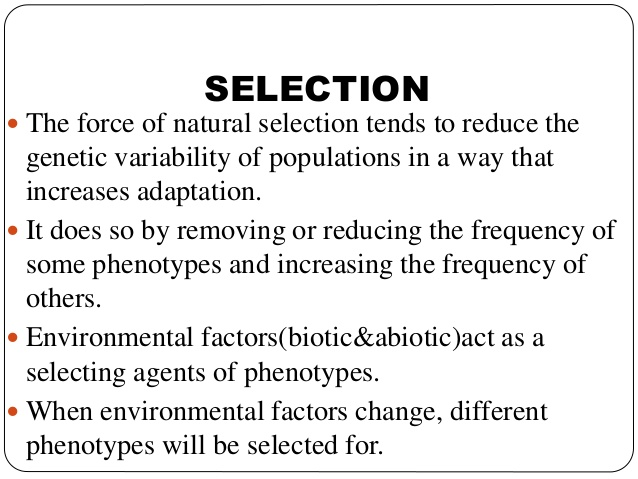 SELECTION
• The force of natural selection tends to reduce the
genetic variability of populations in a way that
increases adaptation.
• It does so by removing or reducing the frequency of
some phenotypes and increasing the frequency of
others.
• Environmental factors(biotic&abiotic)act as a
selecting agents of phenotypes.
• When environmental factors change, different
phenotypes will be selected for.